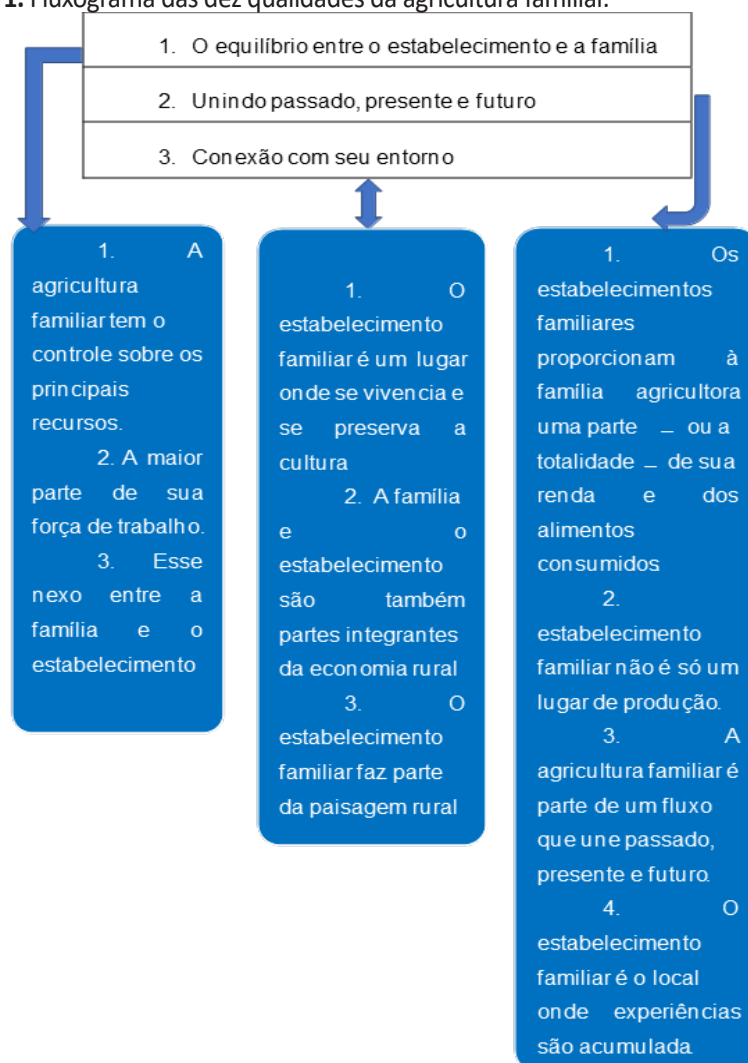 1. Fluxograma das dez qualidades da agricultura familiar.
1. O equilíbrio entre o estabelecimento e a família
2. Unindo passado, presente e futuro
3. Conexão com seu entorno
1. A
agricultura
familiar tem o
controle sobre os
principais
recursos.
2. A maior
parte de sua
força de trabalho.
3. Esse
nexo entre a
família e o
estabelecimento
1. O
estabelecimento
familiar é um lugar
onde se vivencia e
se preserva a
cultura
2. A família
e o
estabelecimento
são também
partes integrantes
da economia rural
3. O
estabelecimento
familiar faz parte
da paisagem rural
1. Os
estabelecimentos
familiares
proporcionam à
família agricultora
uma parte – ou a
totalidade – de sua
renda e dos
alimentos
consumidos.
2.
estabelecimento
familiar não é só um
lugar de produção.
3. A
agricultura familiar é
parte de um fluxo
que une passado,
presente e futuro.
4. O
estabelecimento
familiar é o local
onde experiências
são acumulada.